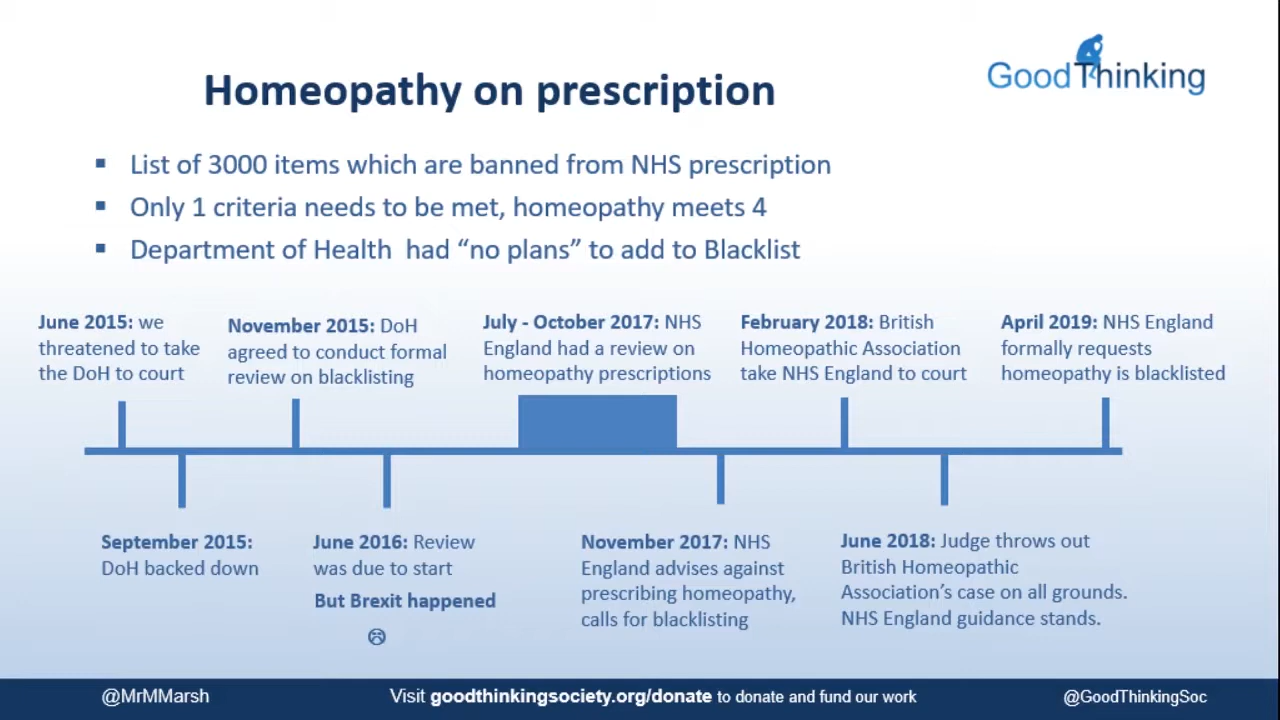 Homeopathy on prescription
Good Thinking
▪ List of 3000 items which are banned from NHS prescription
▪ Only 1 criteria needs to be met, homeopathy meets 4
▪ Department of Health  had “no plans” to add to Blacklist
June 2015: we
threatened to take
the DoH to court
November 2015: DoH
agreed to conduct formal
review on blacklisting
July - October 2017: NHS
England had a review on
homeopathy prescriptions
February 2018: British
Homeopathic Association
take NHS England to court
April 2019: NHS England
formally requests
homeopathy is blacklisted
September 2015:
DoH backed down
June 2016: Review
was due to start
But Brexit happened
☹
November 2017: NHS
England advises against
prescribing homeopathy,
calls for blacklisting
June 2018: Judge throws out
British Homeopathic
Association’s case on all grounds.
NHS England guidance stands.
@MrMMarsh
Visit goodthinkingsociety.org/donate to donate and fund our work
@GoodThinkingSoc